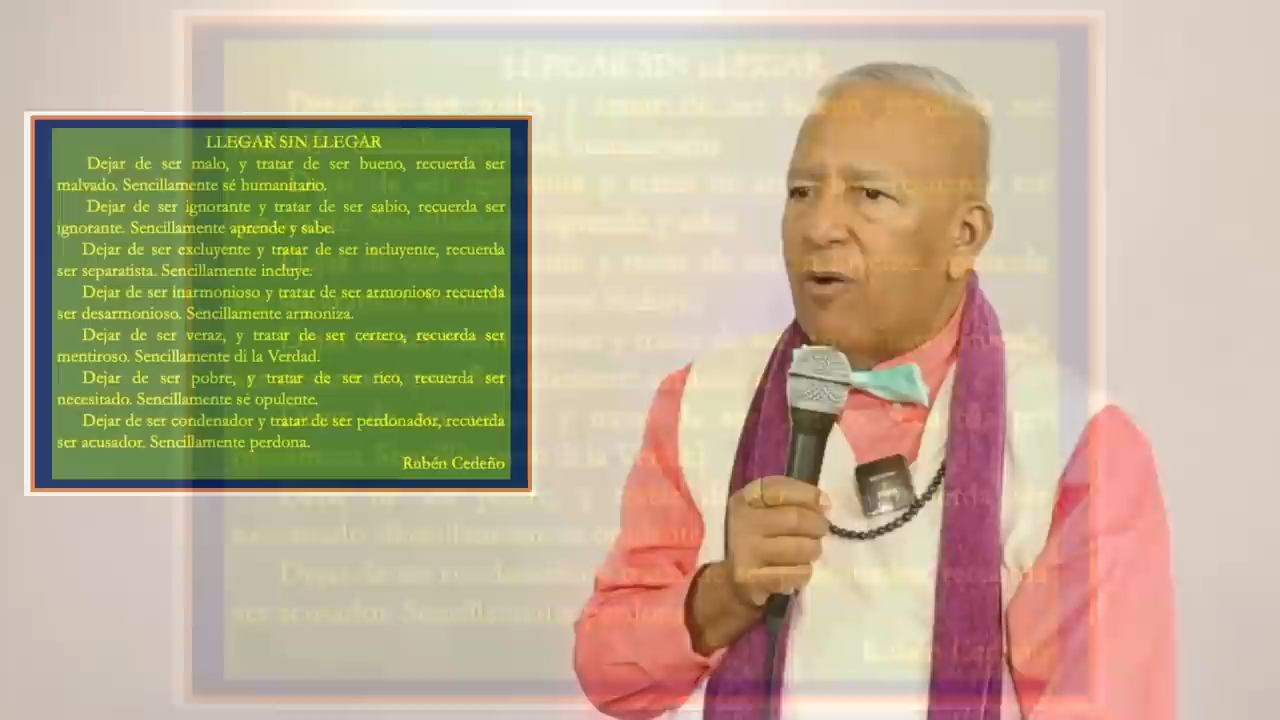 LLEGAR SIN LLEGAR
Dejar de ser malo, y tratar de ser bueno, recuerda ser
malvado. Sencillamente sé humanitario.
Dejar de ser ignorante y tratar de ser sabio, recuerda ser
ignorante. Sencillamente aprende y sabe.
Dejar de ser excluyente y tratar de ser incluyente, recuerda
ser separatista. Sencillamente incluye.
Dejar de ser inarmonioso y tratar de ser armonioso recuerda
ser desarmonioso. Sencillamente armoniza.
Dejar de ser veraz, y tratar de ser certero, recuerda ser
mentiroso. Sencillamente di la Verdad.
Dejar de ser pobre, y tratar de ser rico, recuerda ser
necesitado. Sencillamente sé opulente.
Dejar de ser condenador y tratar de ser perdonador, recuerda
ser acusador. Sencillamente perdona.
Rubén Cedeño